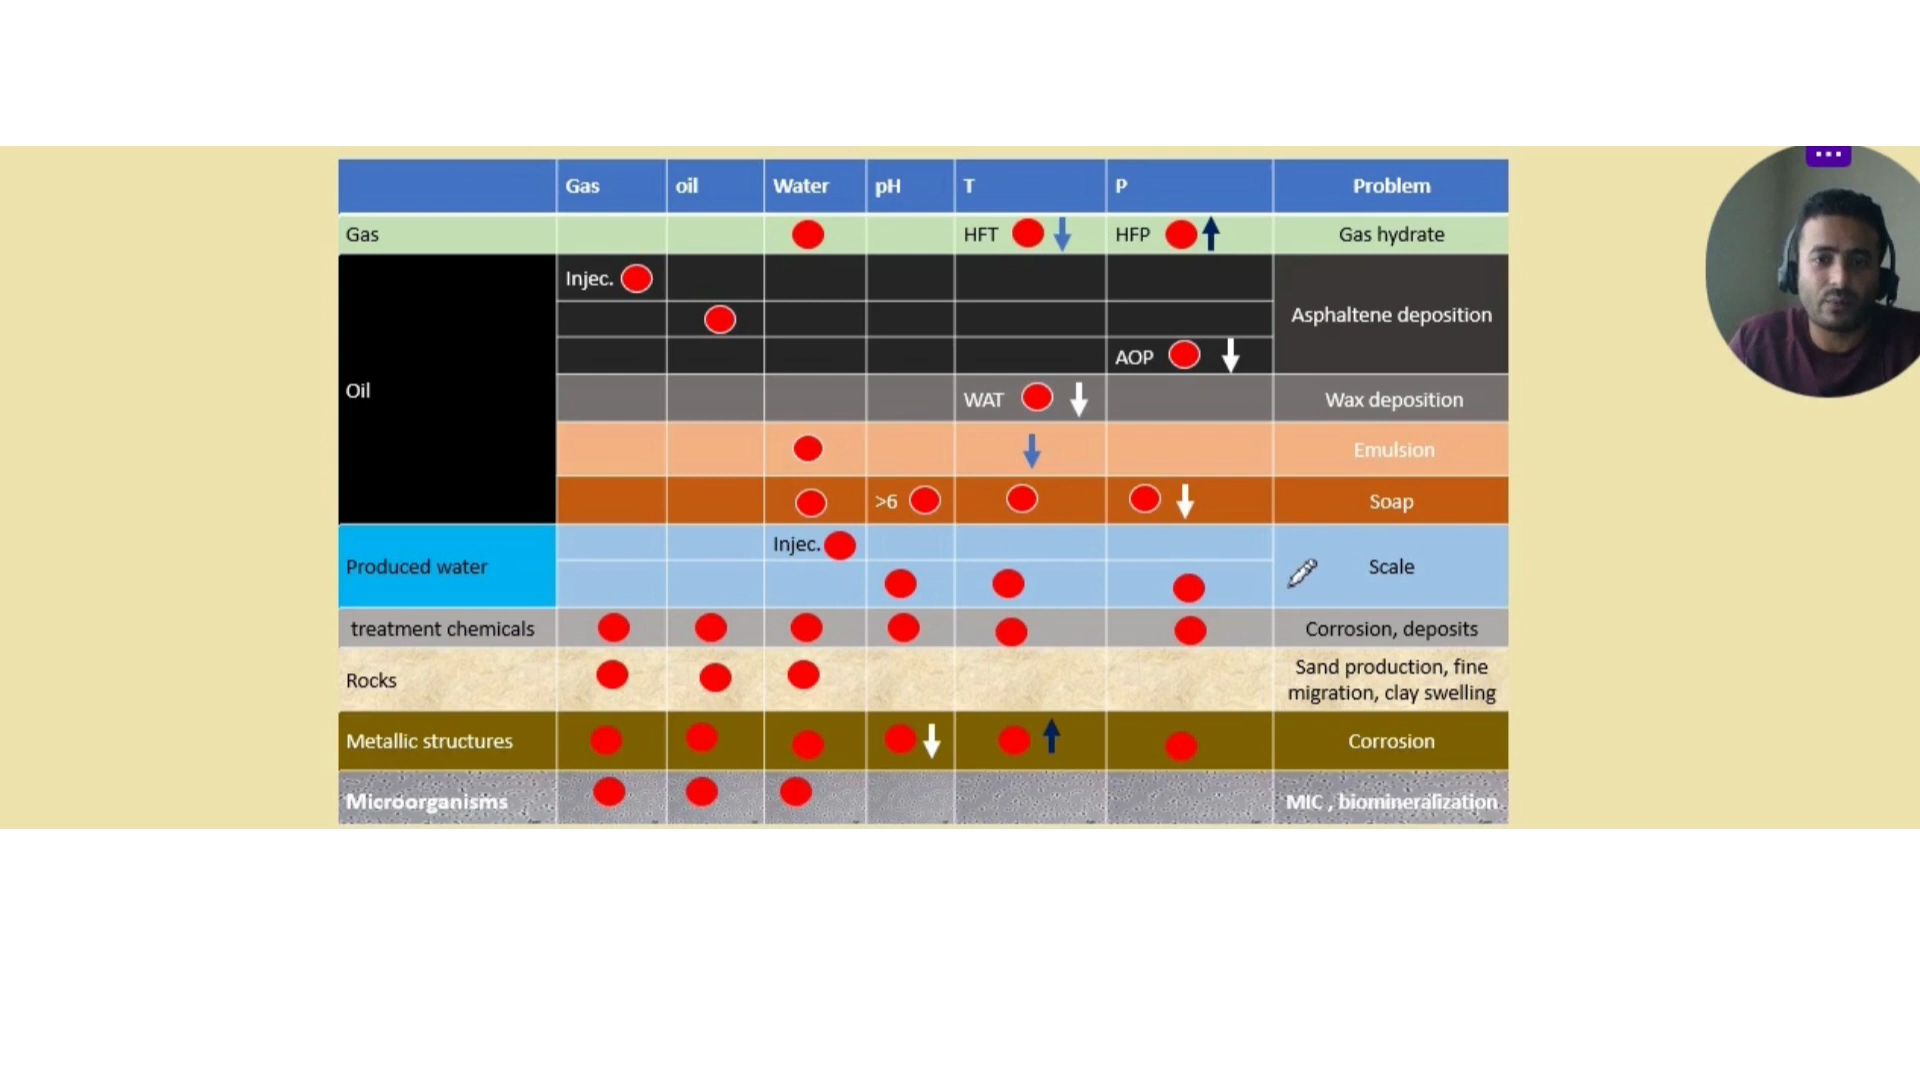 Gas oil Water pH T P Problem
Gas HFT HFP Gas hydrate
Injec.
Asphaltene deposition
AOP
Oil
WAT Wax deposition
Emulsion
>6 Soap
Injec.
Produced water Scale
treatment chemicals Corrosion, deposits
Rocks Sand production, fine
migration, clay swelling
Metallic structures Corrosion
Microorganisms MIC , biomineralization